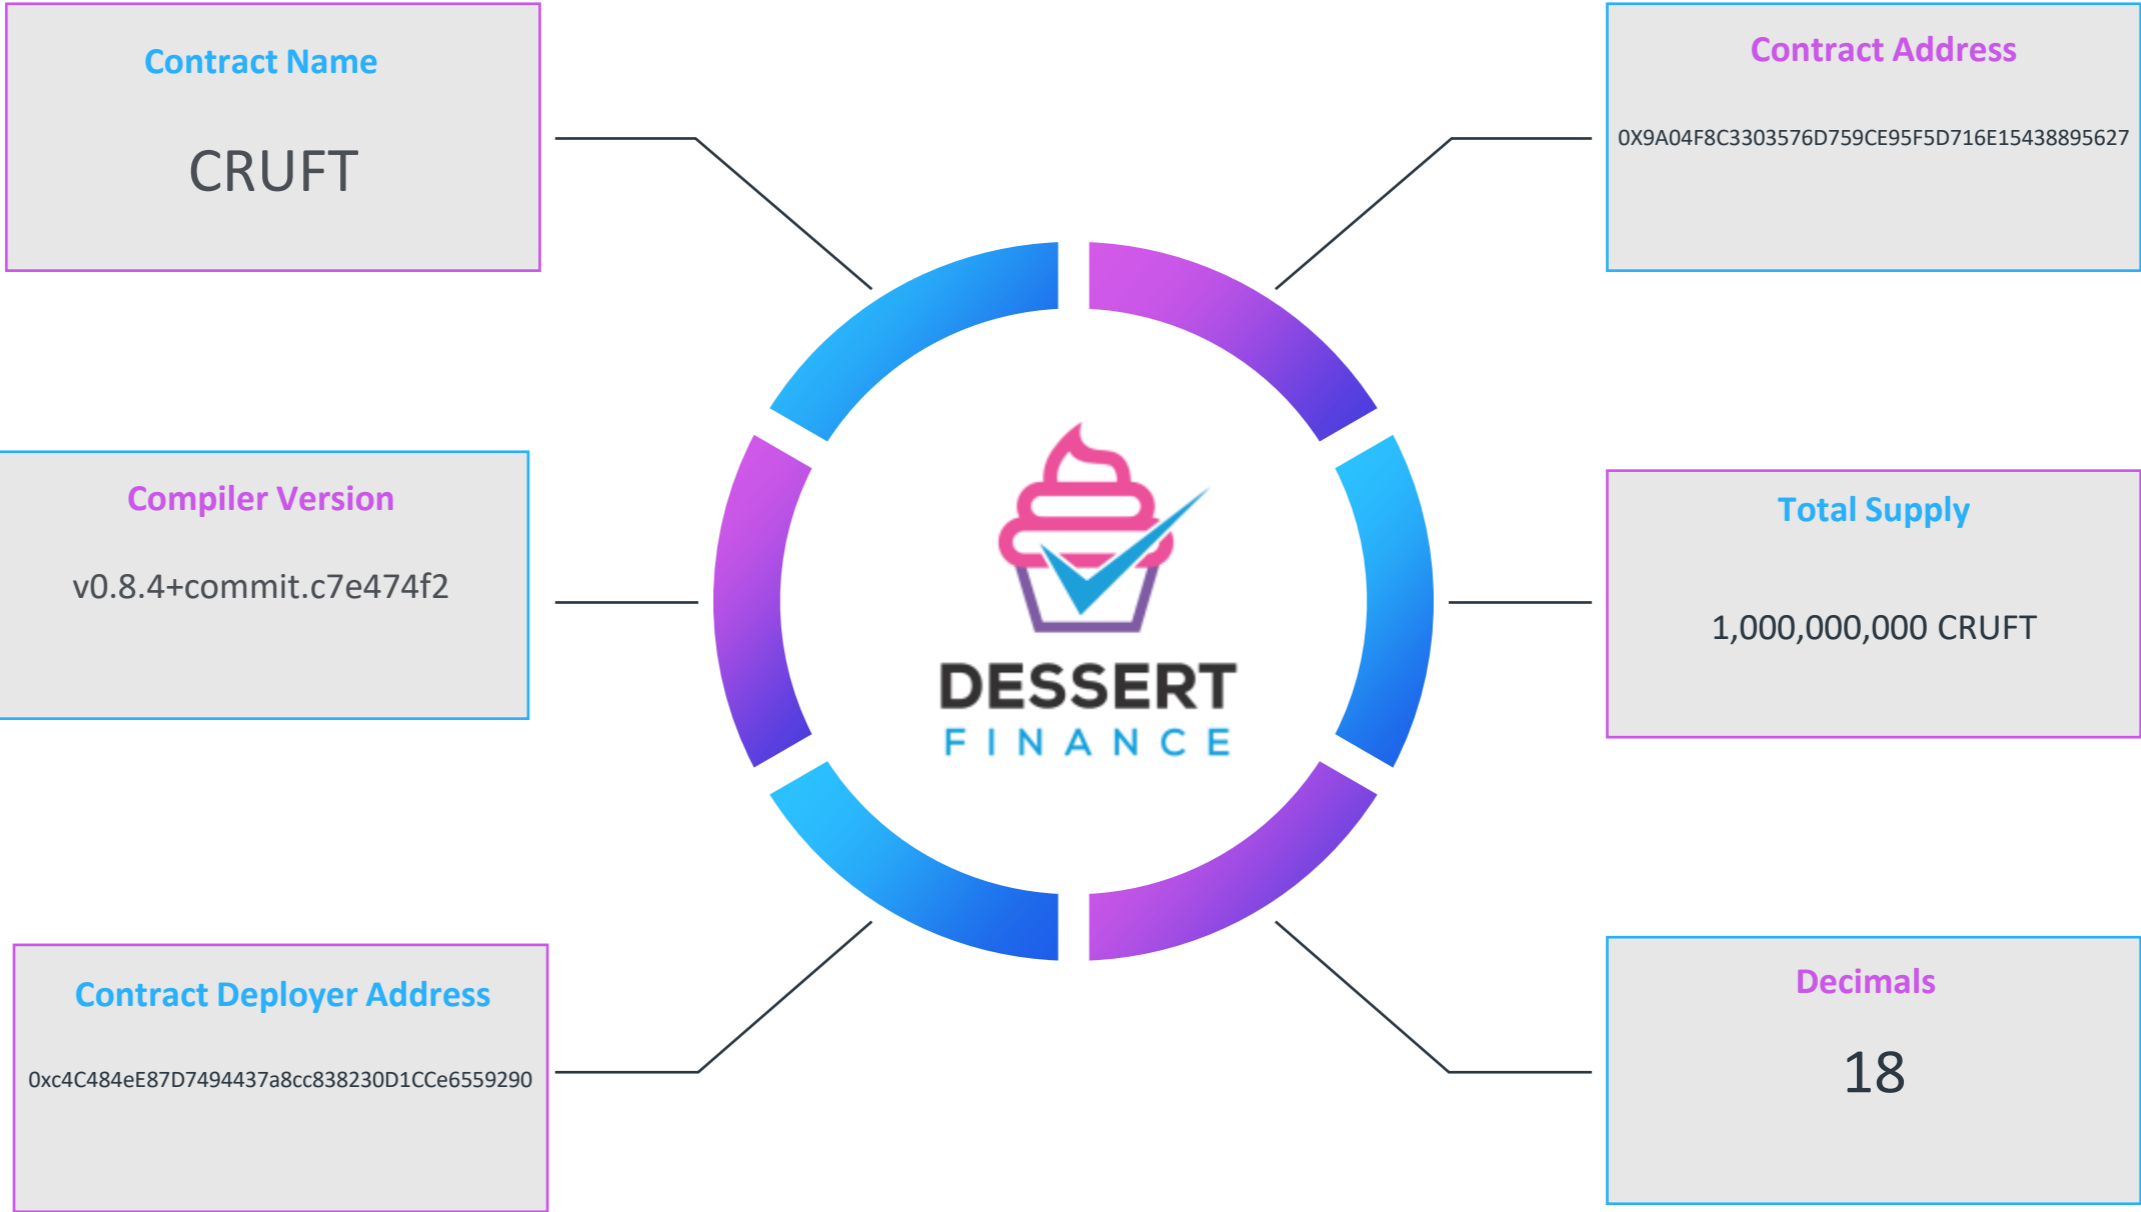 Contract Name
CRUFT
Contract Address
0X9A04F8C3303576D759CE95F5D716E15438895627
Compiler Version
v0.8.4+commit.c7e474f2
Total Supply
1,000,000,000 CRUFT
DESSERT
FINANCE
Contract Deployer Address
0xc4C484eE87D7494437a8cc838230D1CCe6559290
Decimals
18